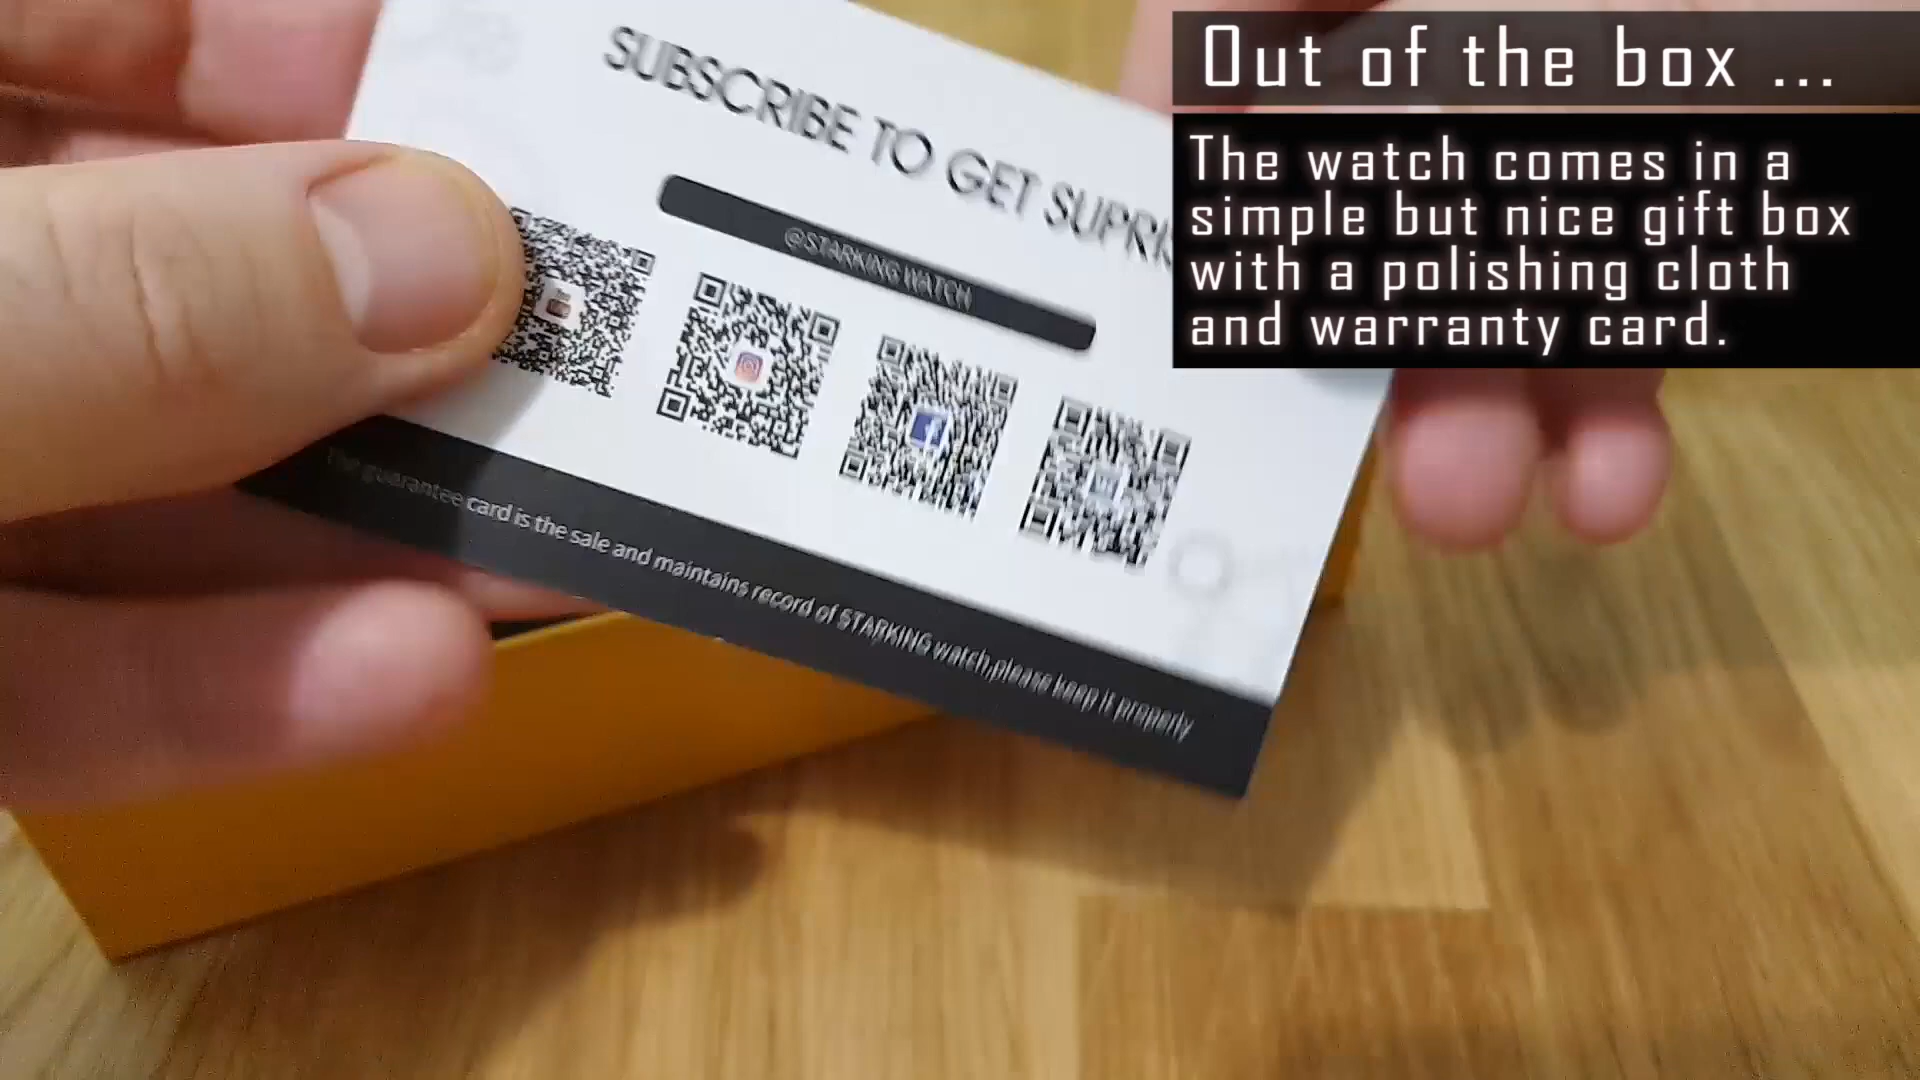 SUBSCRIBE TO GET SUPRI
@STARKING WATCH
The guarantee card is the sale and maintains record of STARKING watch,please keep it properly
Out of the box ...
The watch comes in a
simple but nice gift box
with a polishing cloth
and warranty card.